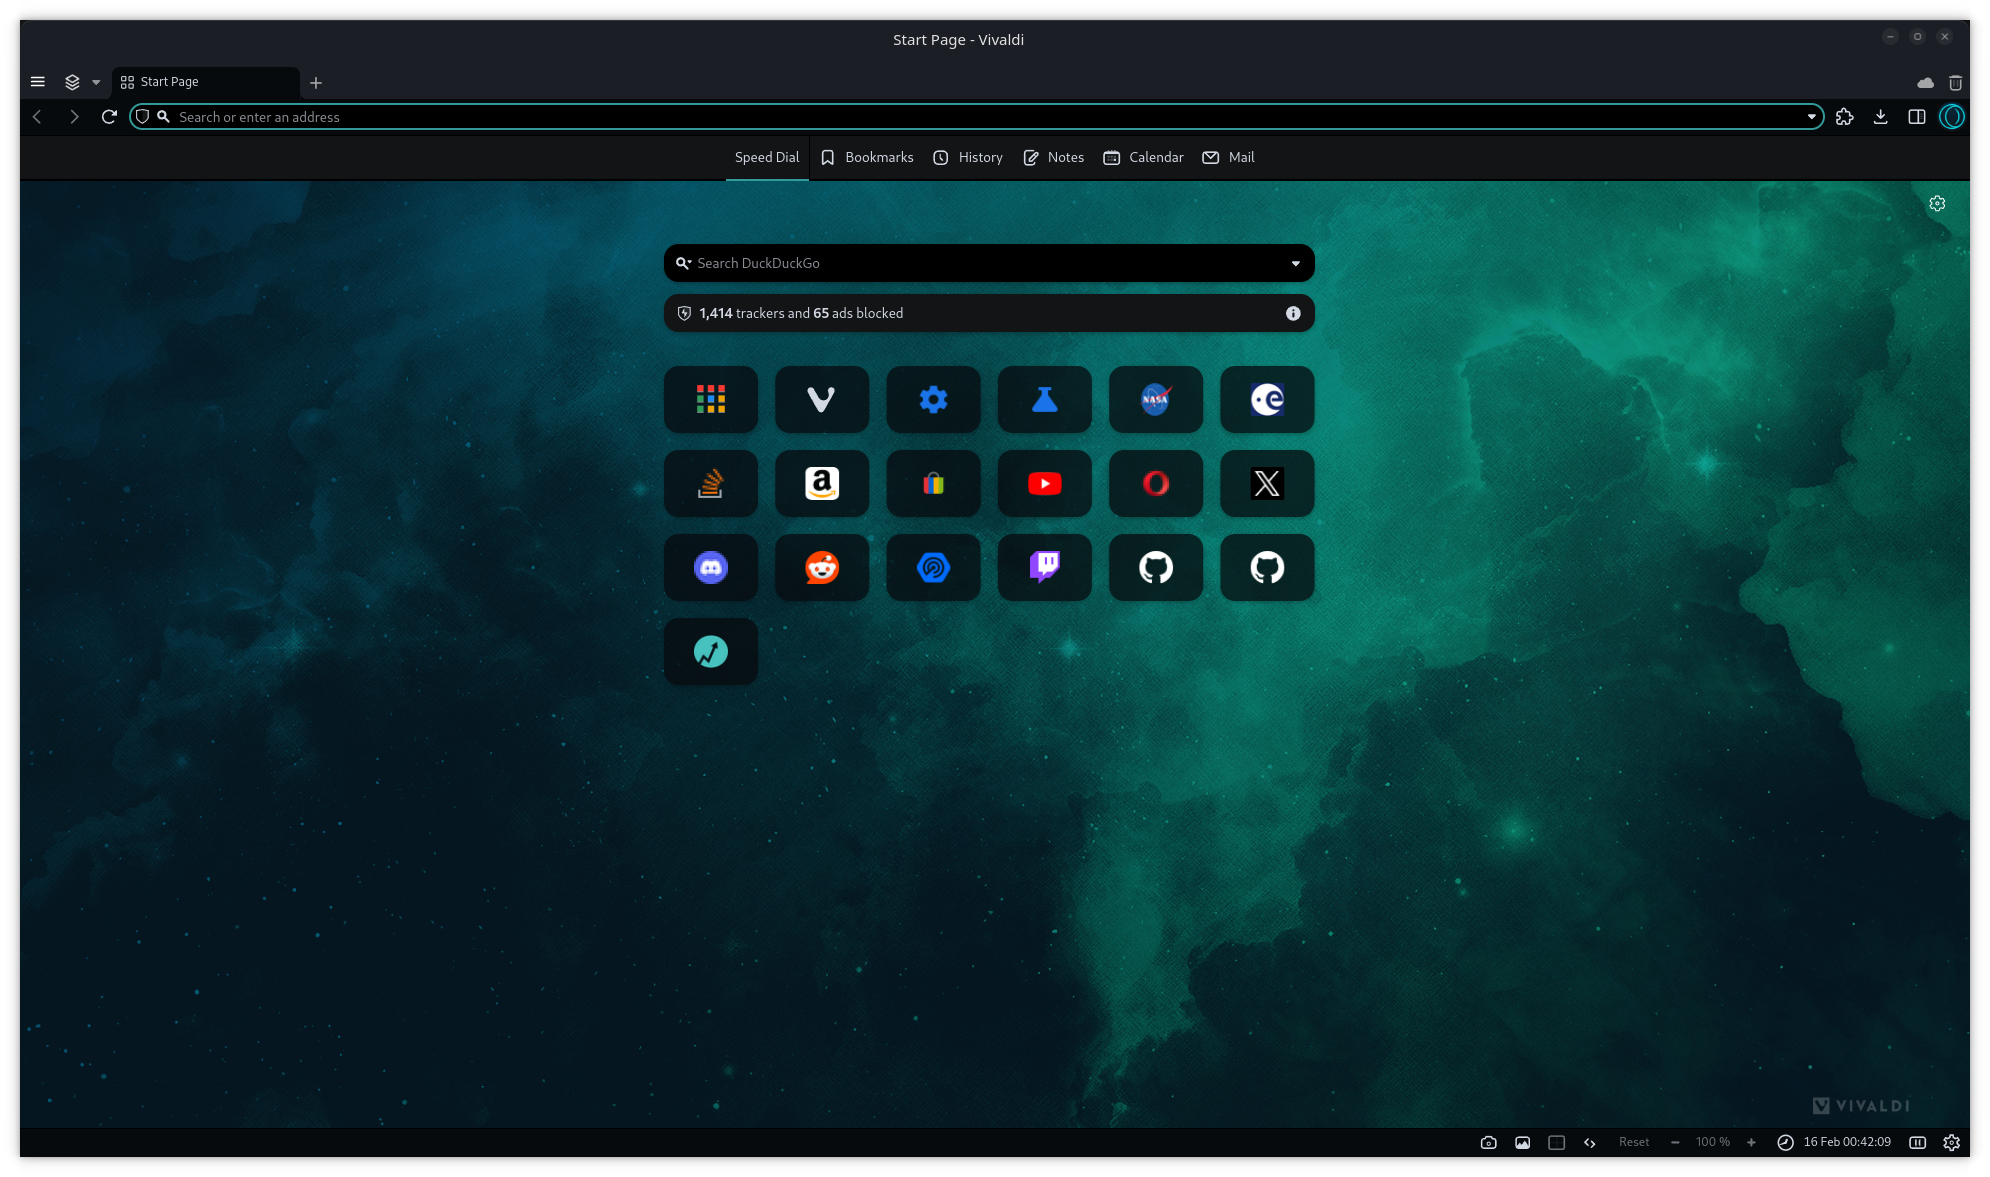 Start Page - Vivaldi
Start Page
Search or enter an address
Speed Dial Bookmarks History Notes Calendar Mail
Search DuckDuckGo
1,414 trackers and 65 ads blocked
NASA
VIVALDI
Reset 100 % 16 Feb 00:42:09